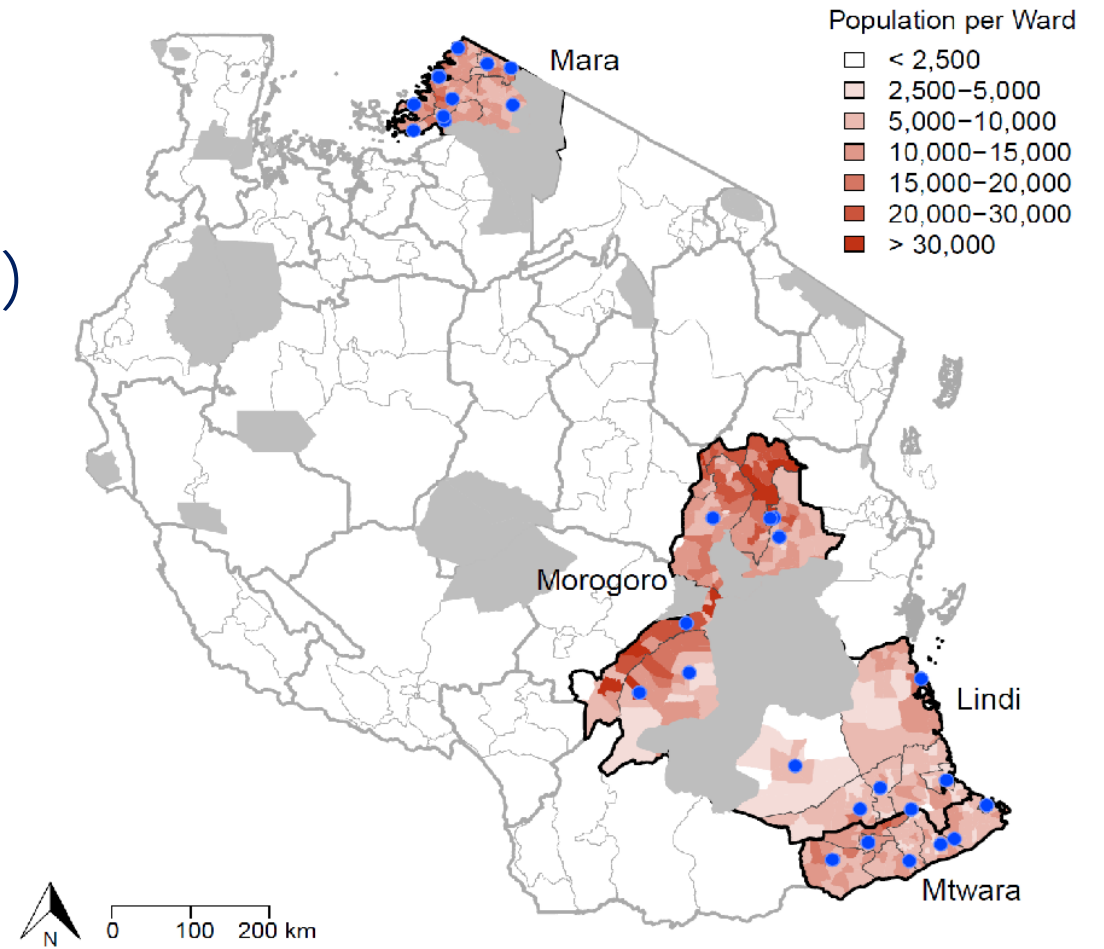 Population per Ward
< 2,500
2,500−5,000
5,000−10,000
10,000−15,000
15,000−20,000
20,000−30,000
> 30,000
Mara
)
Morogoro
Lindi
Mtwara
N
0 100 200 km